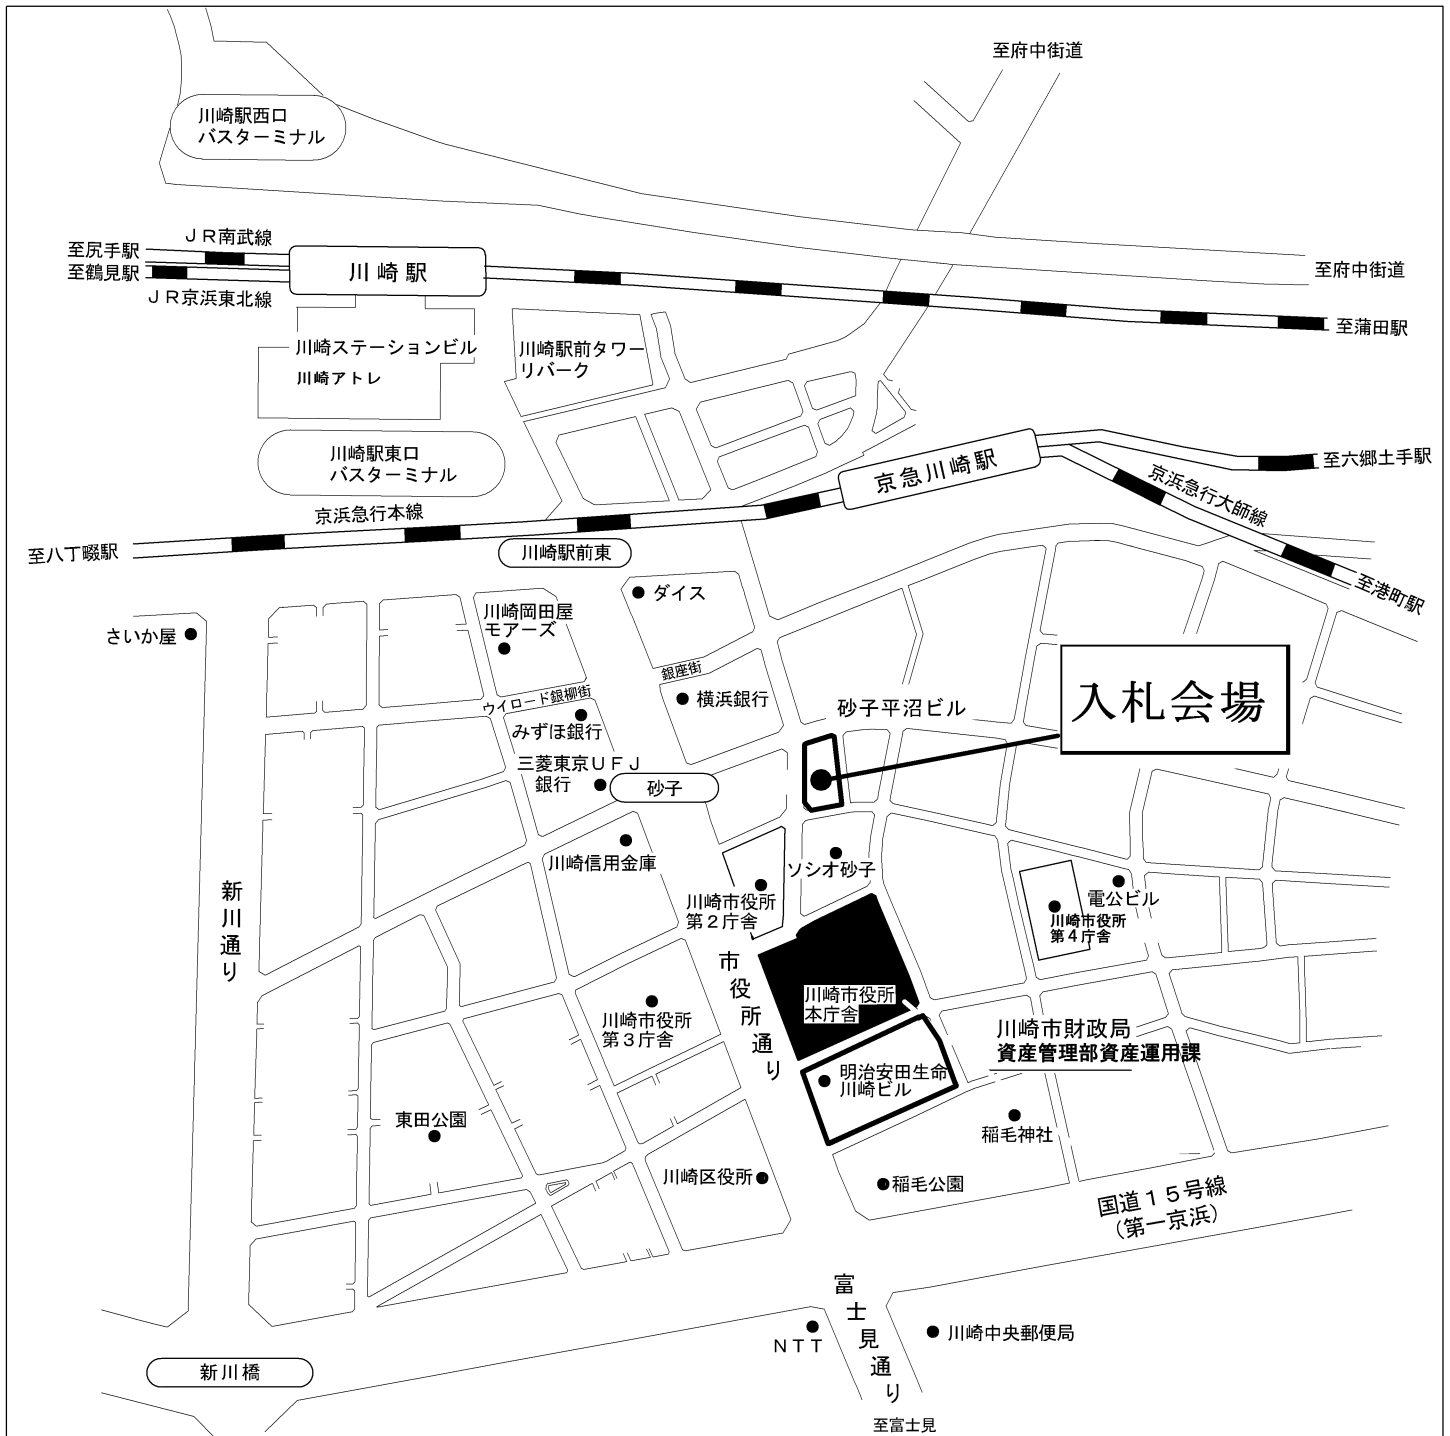 至府中街道
川崎駅西口
バスターミナル
ＪＲ南武線
至尻手駅
至鶴見駅
ＪＲ京浜東北線
川崎駅
至府中街道
至蒲田駅
川崎ステーションビル
川崎アトレ
川崎駅前タワー
リバーク
川崎駅東口
バスターミナル
京急川崎駅
至六郷土手駅
京浜急行大師線
京浜急行本線
至八丁畷駅
川崎駅前東
至港町駅
ダイス
川崎岡田屋
モアーズ
さいか屋
銀座街
ウイロード銀柳街
横浜銀行
砂子平沼ビル
入札会場
みずほ銀行
三菱東京ＵＦＪ
銀行
砂子
川崎信用金庫
ソシオ砂子
川崎市役所
第２庁舎
電公ビル
川崎市役所
第４庁舎
新川通り
市役所通り
川崎市役所
本庁舎
川崎市役所
第３庁舎
川崎市財政局
資産管理部資産運用課
明治安田生命
川崎ビル
東田公園
稲毛神社
川崎区役所
稲毛公園
国道１５号線
（第一京浜）
富士見通り
ＮＴＴ
川崎中央郵便局
新川橋
至富士見